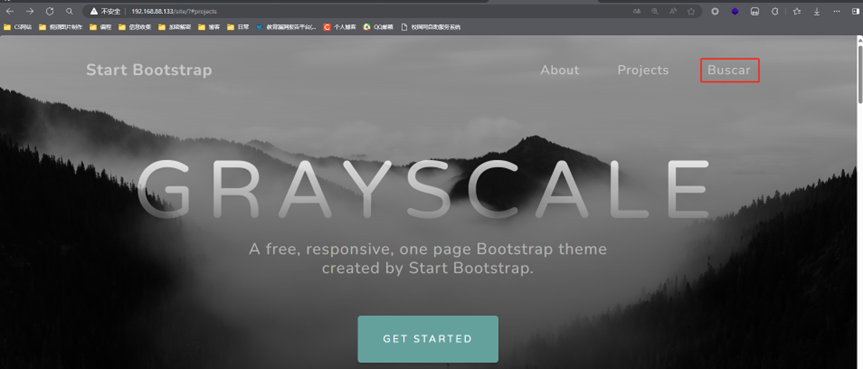 不安全 192.168.88.133/site/?#projects
CS网站 视频图片制作 编程 信息收集 加密解密 博客 日常 教育漏洞报告平台(... 个人博客 QQ邮箱 校园网自助服务系统
Start Bootstrap About Projects Buscar
GRAYSCALE
A free, responsive, one page Bootstrap theme
created by Start Bootstrap.
GET STARTED